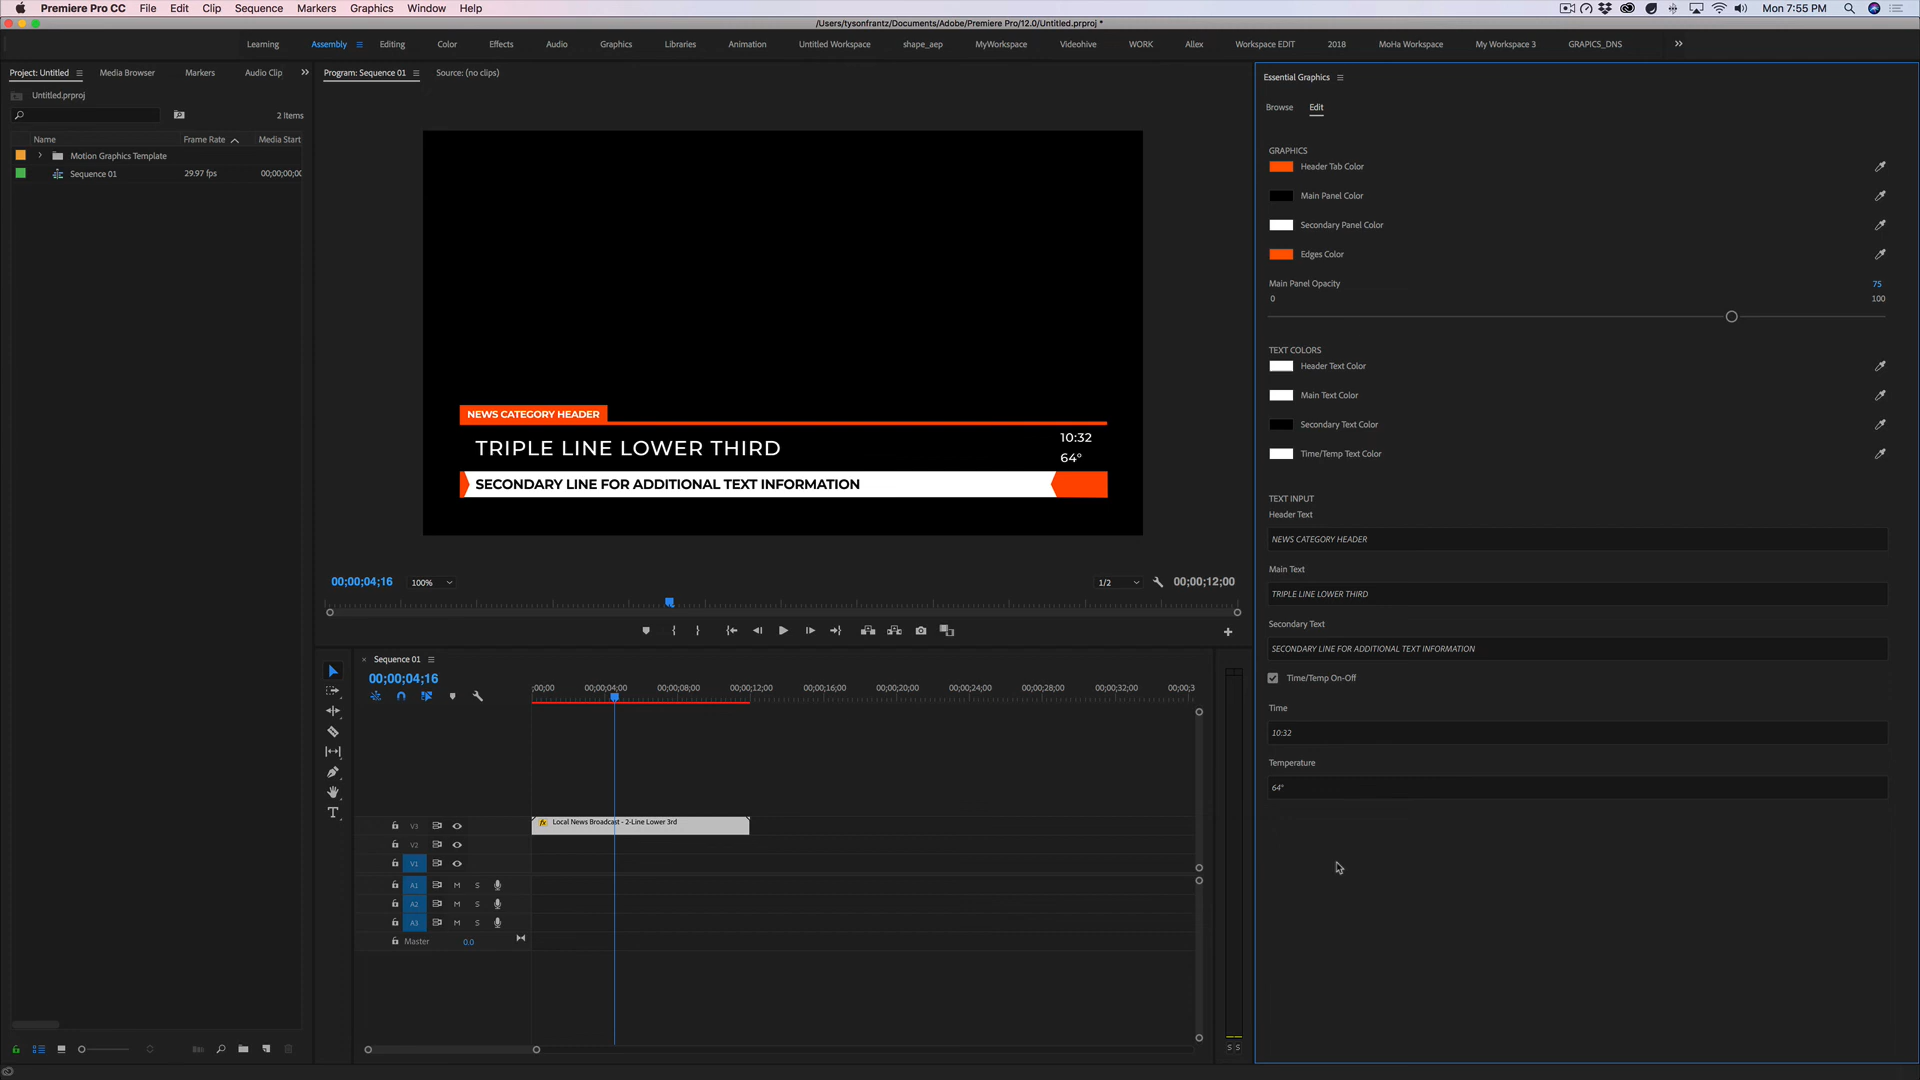 Premiere Pro CC File Edit Clip Sequence Markers Graphics Window Help Mon 7:55 PM
/Users/tysonfrantz/Documents/Adobe/Premiere Pro/12.0/Untitled.prproj *
Learning Assembly Editing Color Effects Audio Graphics Libraries Animation Untitled Workspace shape_aep MyWorkspace Videohive WORK Allex Workspace EDIT 2018 MoHa Workspace My Workspace 3 GRAPICS_DNS
Project: Untitled Media Browser Markers Audio Clip
Untitled.prproj
2 Items
Name Frame Rate Media Start
Motion Graphics Template
Sequence 01 29.97 fps 00;00;00;00
Program: Sequence 01 Source: (no clips)
NEWS CATEGORY HEADER
TRIPLE LINE LOWER THIRD
10:32
64°
SECONDARY LINE FOR ADDITIONAL TEXT INFORMATION
00;00;04;16 100% 1/2 00;00;12;00
Sequence 01
00;00;04;16
;00;00 00;00;04;00 00;00;08;00 00;00;12;00 00;00;16;00 00;00;20;00 00;00;24;00 00;00;28;00 00;00;32;00 00;00;3
V3 Local News Broadcast - 2-Line Lower 3rd
V2
V1
A1 M S
A2 M S
A3 M S
Master 0.0
S S
Essential Graphics
Browse Edit
GRAPHICS
Header Tab Color
Main Panel Color
Secondary Panel Color
Edges Color
Main Panel Opacity 75
0 100
TEXT COLORS
Header Text Color
Main Text Color
Secondary Text Color
Time/Temp Text Color
TEXT INPUT
Header Text
NEWS CATEGORY HEADER
Main Text
TRIPLE LINE LOWER THIRD
Secondary Text
SECONDARY LINE FOR ADDITIONAL TEXT INFORMATION
Time/Temp On-Off
Time
10:32
Temperature
64°